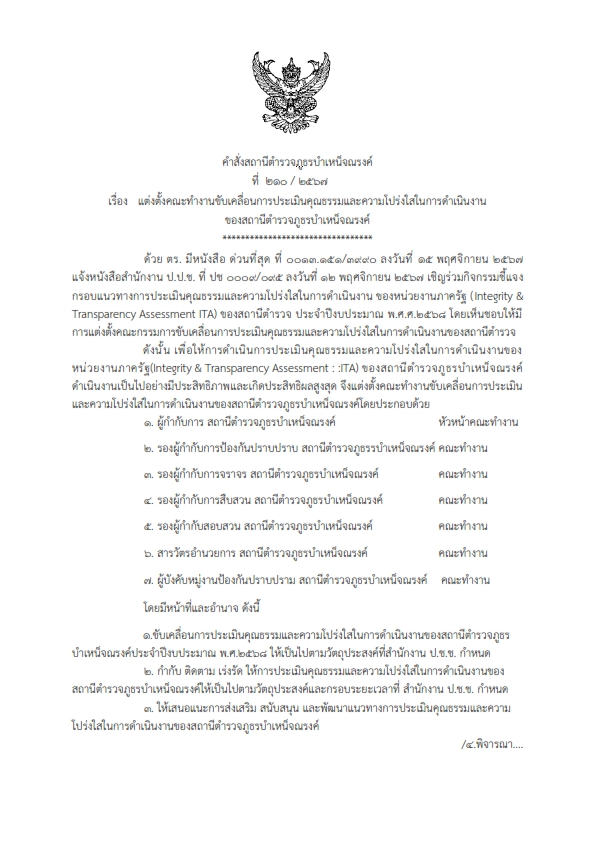 คำสั่งสถานีตำรวจภูธรบำเหน็จณรงค์
ที่ ๒๑๐ / ๒๕๖๗
เรื่อง แต่งตั้งคณะทำงานขับเคลื่อนการประเมินคุณธรรมและความโปร่งใสในการดำเนินงาน
ของสถานีตำรวจภูธรบำเหน็จณรงค์
*********************************
ด้วย ตร. มีหนังสือ ด่วนที่สุด ที่ ๐๐๑๓.๑๕๑/๓๙๙๐ ลงวันที่ ๑๕ พฤศจิกายน ๒๕๖๗
แจ้งหนังสือสำนักงาน ป.ป.ช. ที่ ปช ๐๐๐๙/๐๙๕ ลงวันที่ ๑๒ พฤศจิกายน ๒๕๖๗ เชิญร่วมกิจกรรมชี้แจง
กรอบแนวทางการประเมินคุณธรรมและความโปร่งใสในการดำเนินงาน ของหน่วยงานภาครัฐ (Integrity &
Transparency Assessment ITA) ของสถานีตำรวจ ประจำปีงบประมาณ พ.ศ.ศ.๒๕๖๘ โดยเห็นชอบให้มี
การแต่งตั้งคณะกรรมการขับเคลื่อนการประเมินคุณธรรมและความโปร่งใสในการดำเนินงานของสถานีตำรวจ
ดังนั้น เพื่อให้การดำเนินการประเมินคุณธรรมและความโปร่งใสในการดำเนินงานของ
หน่วยงานภาครัฐ(Integrity & Transparency Assessment : :ITA) ของสถานีตำรวจภูธรบำเหน็จณรงค์
ดำเนินงานเป็นไปอย่างมีประสิทธิภาพและเกิดประสิทธิผลสูงสุด จึงแต่งตั้งคณะทำงานขับเคลื่อนการประเมิน
และความโปร่งใสในการดำเนินงานของสถานีตำรวจภูธรบำเหน็จณรงค์โดยประกอบด้วย
๑. ผู้กำกับการ สถานีตำรวจภูธรบำเหน็จณรงค์ หัวหน้าคณะทำงาน
๒. รองผู้กำกับการป้องกันปราบปราบ สถานีตำรวจภูธรรบำเหน็จณรงค์ คณะทำงาน
๓. รองผู้กำกับการจราจร สถานีตำรวจภูธรบำเหน็จณรงค์ คณะทำงาน
๔. รองผู้กำกับการสืบสวน สถานีตำรวจภูธรบำเหน็จณรงค์ คณะทำงาน
๕. รองผู้กำกับสอบสวน สถานีตำรวจภูธรบำเหน็จณรงค์ คณะทำงาน
๖. สารวัตรอำนวยการ สถานีตำรวจภูธรบำเหน็จณรงค์ คณะทำงาน
๗. ผู้บังคับหมู่งานป้องกันปราบปราม สถานีตำรวจภูธรบำเหน็จณรงค์ คณะทำงาน
โดยมีหน้าที่และอำนาจ ดังนี้
๑.ขับเคลื่อนการประเมินคุณธรรมและความโปร่งใสในการดำเนินงานของสถานีตำรวจภูธร
บำเหน็จณรงค์ประจำปีงบประมาณ พ.ศ.๒๕๖๘ ให้เป็นไปตามวัตถุประสงค์ที่สำนักงาน ป.ช.ช. กำหนด
๒. กำกับ ติดตาม เร่งรัด ให้การประเมินคุณธรรมและความโปร่งใสในการดำเนินงานของ
สถานีตำรวจภูธรบำเหน็จณรงค์ให้เป็นไปตามวัตถุประสงค์และกรอบระยะเวลาที่ สำนักงาน ป.ช.ช. กำหนด
๓. ให้เสนอแนะการส่งเสริม สนับสนุน และพัฒนาแนวทางการประเมินคุณธรรมและความ
โปร่งใสในการดำเนินงานของสถานีตำรวจภูธรบำเหน็จณรงค์
/๔.พิจารณา....